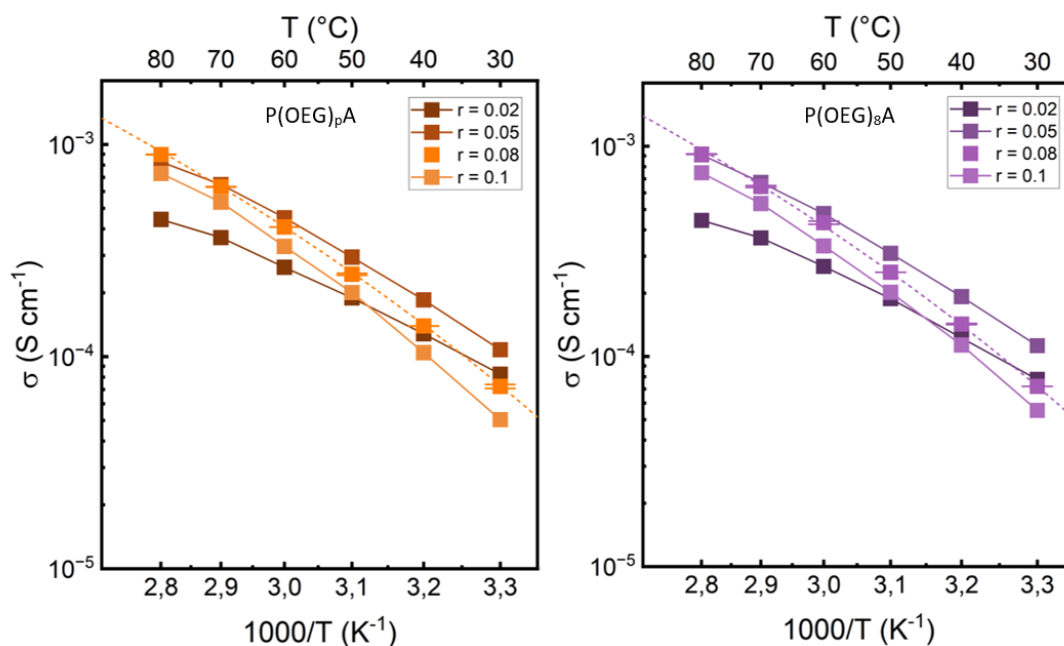 T (°C)
80 70 60 50 40 30
P(OEG)ₚA
r = 0.02
r = 0.05
r = 0.08
r = 0.1
10⁻³
10⁻⁴
10⁻⁵
σ (S cm⁻¹)
2,8 2,9 3,0 3,1 3,2 3,3
1000/T (K⁻¹)
T (°C)
80 70 60 50 40 30
P(OEG)₈A
r = 0.02
r = 0.05
r = 0.08
r = 0.1
10⁻³
10⁻⁴
10⁻⁵
σ (S cm⁻¹)
2,8 2,9 3,0 3,1 3,2 3,3
1000/T (K⁻¹)